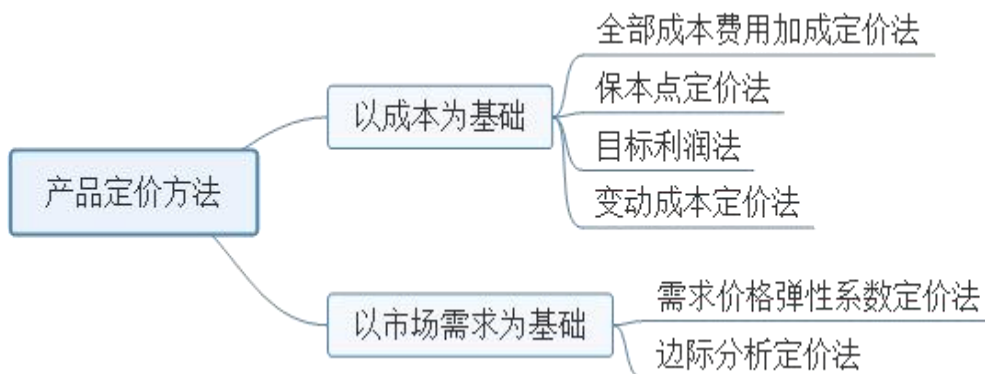 产品定价方法
以成本为基础
全部成本费用加成定价法
保本点定价法
目标利润法
变动成本定价法
以市场需求为基础
需求价格弹性系数定价法
边际分析定价法